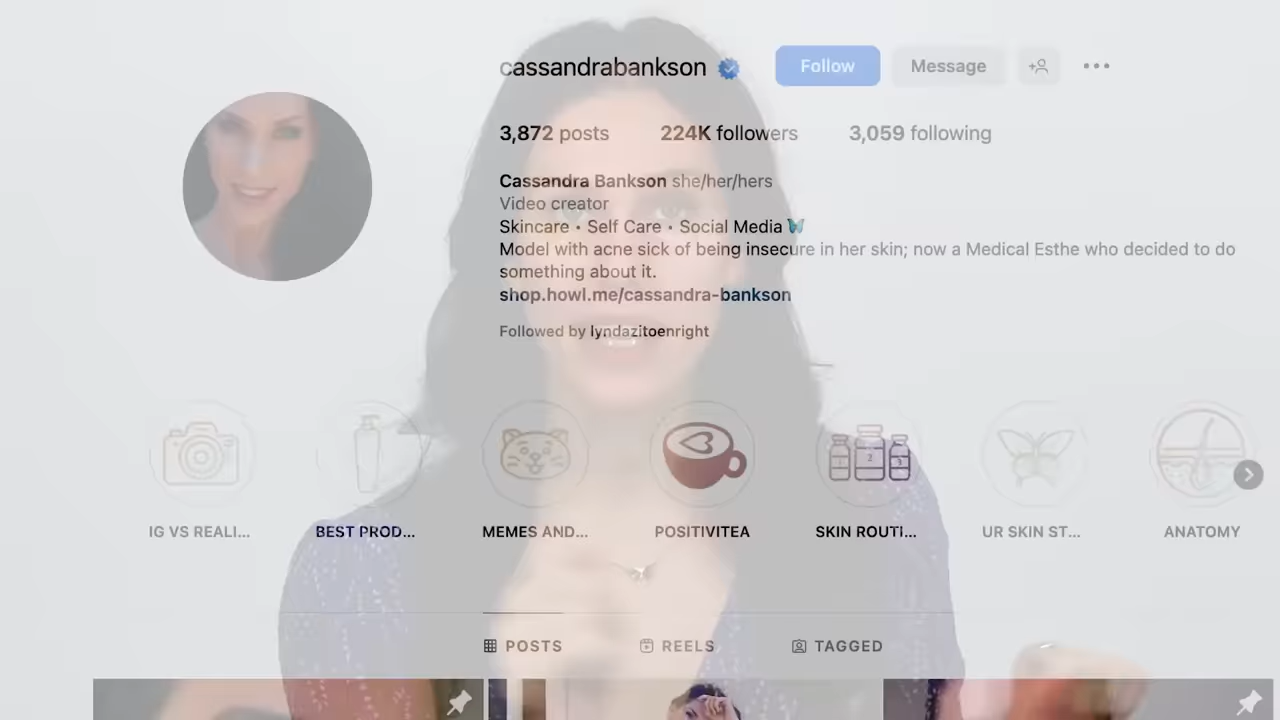 cassandrabankson
Follow
Message
3,872 posts
224K followers
3,059 following
Cassandra Bankson she/her/hers
Video creator
Skincare • Self Care • Social Media
Model with acne sick of being insecure in her skin; now a Medical Esthe who decided to do
something about it.
shop.howl.me/cassandra-bankson
Followed by lyndazitoenright
IG VS REALI...
BEST PROD...
MEMES AND...
POSITIVITEA
1 2 3
SKIN ROUTI...
UR SKIN ST...
ANATOMY
POSTS
REELS
TAGGED